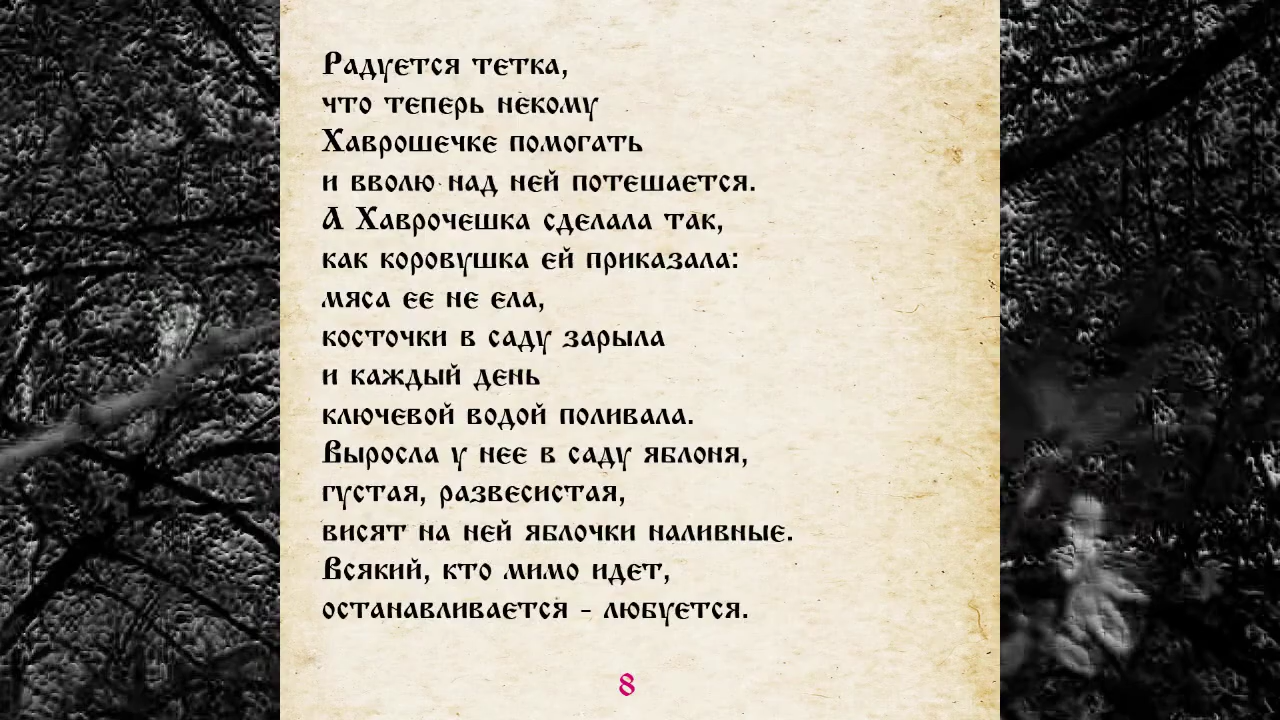 Радуется тетка,
что теперь некому
Хаврошечке помогать
и вволю над ней потешается.
А Хаврочешка сделала так,
как коровушка ей приказала:
мяса ее не ела,
косточки в саду зарыла
и каждый день
ключевой водой поливала.
Выросла у нее в саду яблоня,
густая, развесистая,
висят на ней яблочки наливные.
Всякий, кто мимо идет,
останавливается - любуется.
8